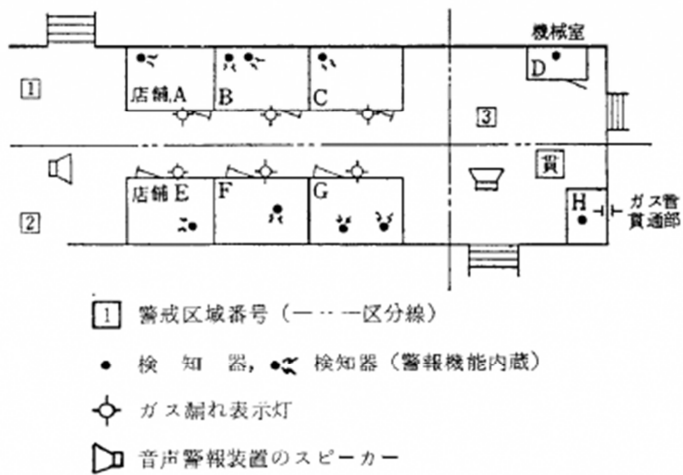 機械室
D
1
店舗A
B
C
3
貫
店舗E
F
G
H
ガス管
貫通部
2
1 警戒区域番号(―‥―区分線)
検知器, 検知器(警報機能内蔵)
ガス漏れ表示灯
音声警報装置のスピーカー